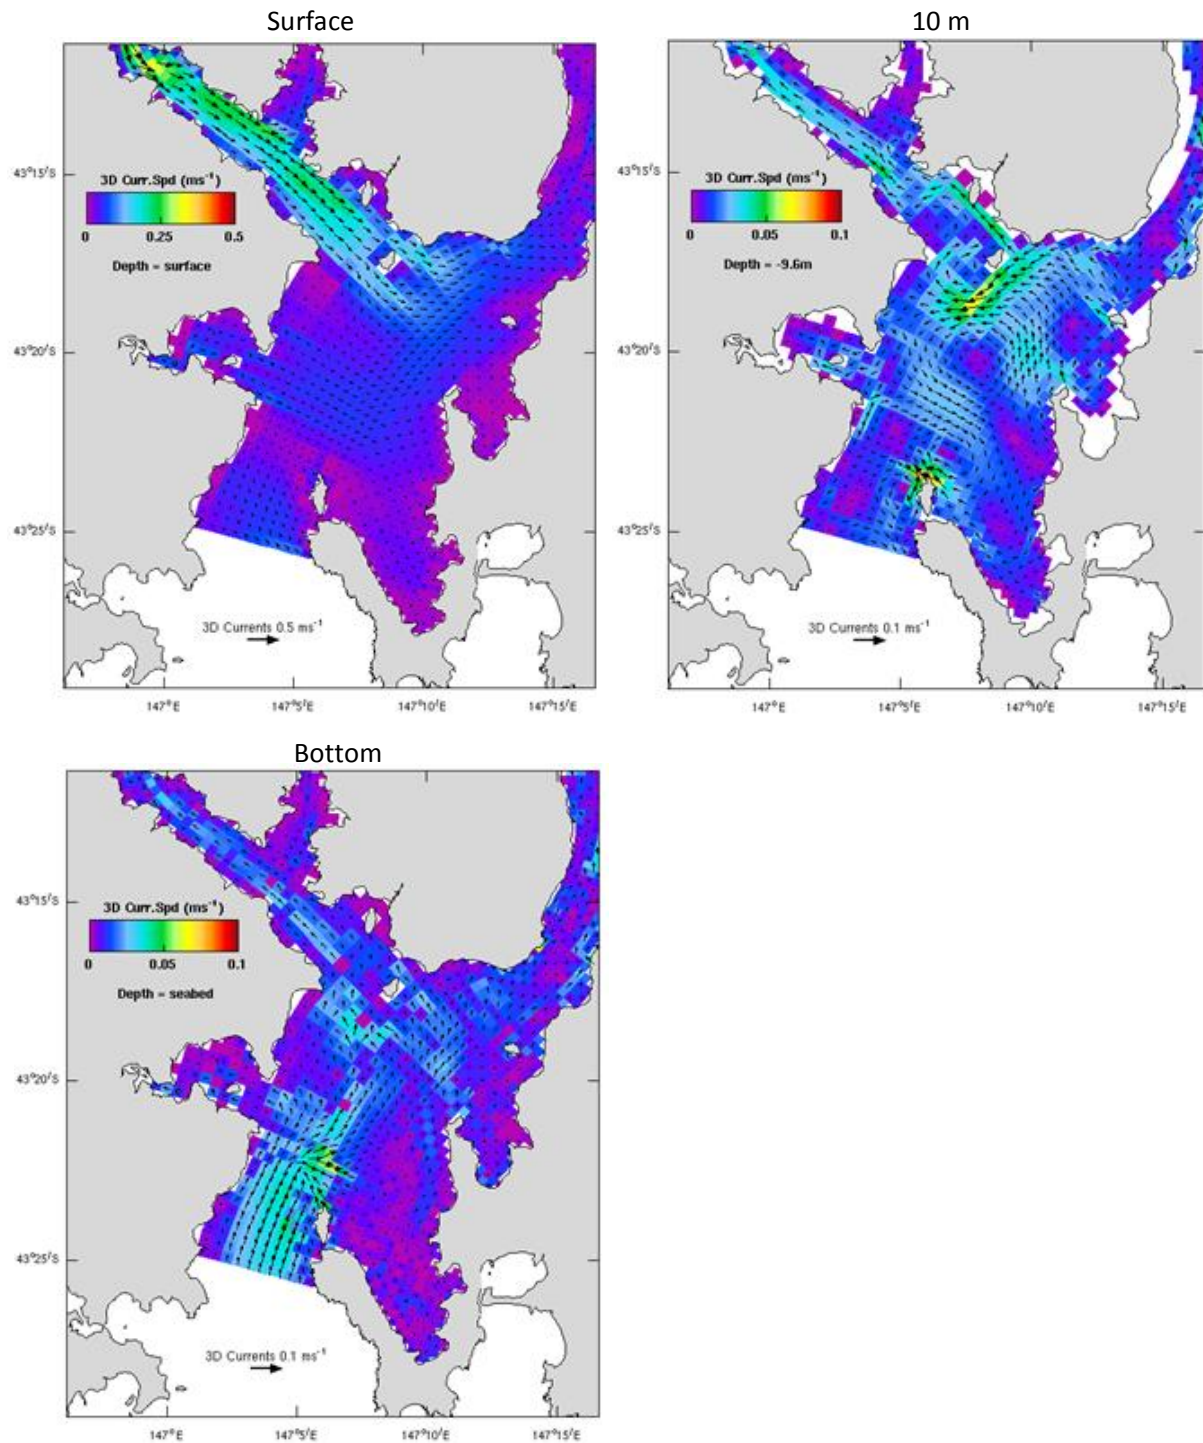 Surface
10 m
43°15'S
43°20'S
43°25'S
3D Curr.Spd (ms⁻¹)
0 0.25 0.5
Depth = surface
3D Currents 0.5 ms⁻¹
147°E 147°5'E 147°10'E 147°15'E
43°15'S
43°20'S
43°25'S
3D Curr.Spd (ms⁻¹)
0 0.05 0.1
Depth = -9.6m
3D Currents 0.1 ms⁻¹
147°E 147°5'E 147°10'E 147°15'E
Bottom
43°15'S
43°20'S
43°25'S
3D Curr.Spd (ms⁻¹)
0 0.05 0.1
Depth = seabed
3D Currents 0.1 ms⁻¹
147°E 147°5'E 147°10'E 147°15'E